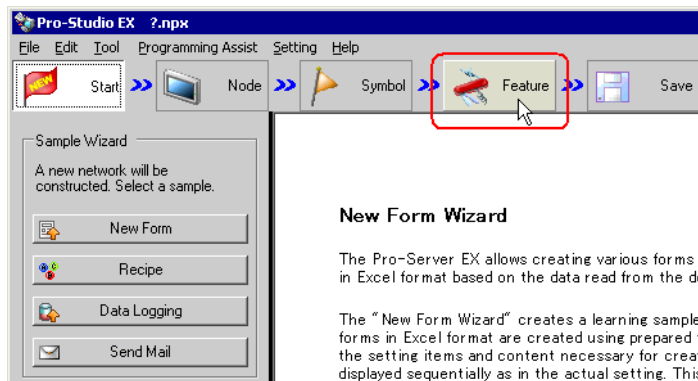 Pro-Studio EX ?.npx
File Edit Tool Programming Assist Setting Help
NEW Start Node Symbol Feature Save
Sample Wizard
A new network will be
constructed. Select a sample.
New Form
Recipe
Data Logging
Send Mail
New Form Wizard
The Pro-Server EX allows creating various forms
in Excel format based on the data read from the
The "New Form Wizard" creates a learning sample
forms in Excel format are created using prepared
the setting items and content necessary for
displayed sequentially as in the actual setting.